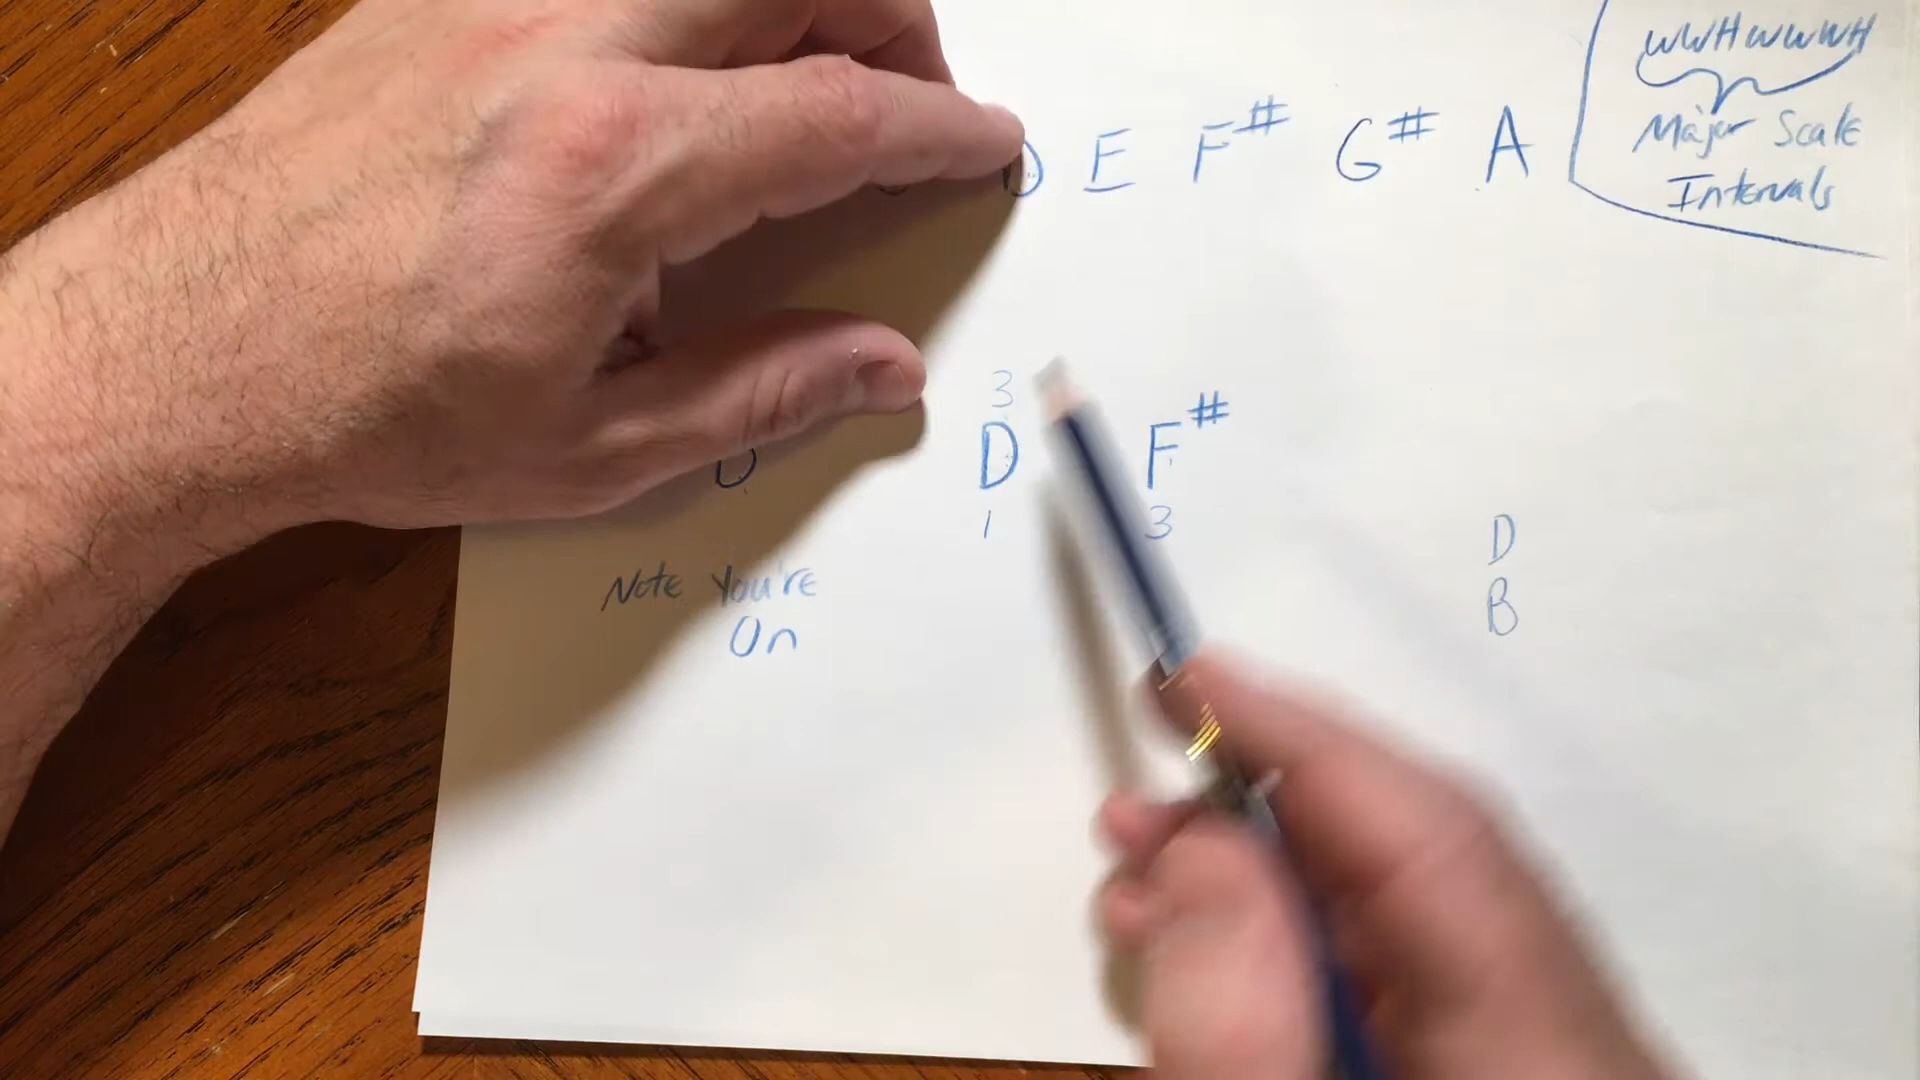 WWHWWWH
Major Scale
Intervals
D E F# G# A
3
D F#
1 3
Note You're
On
D
B